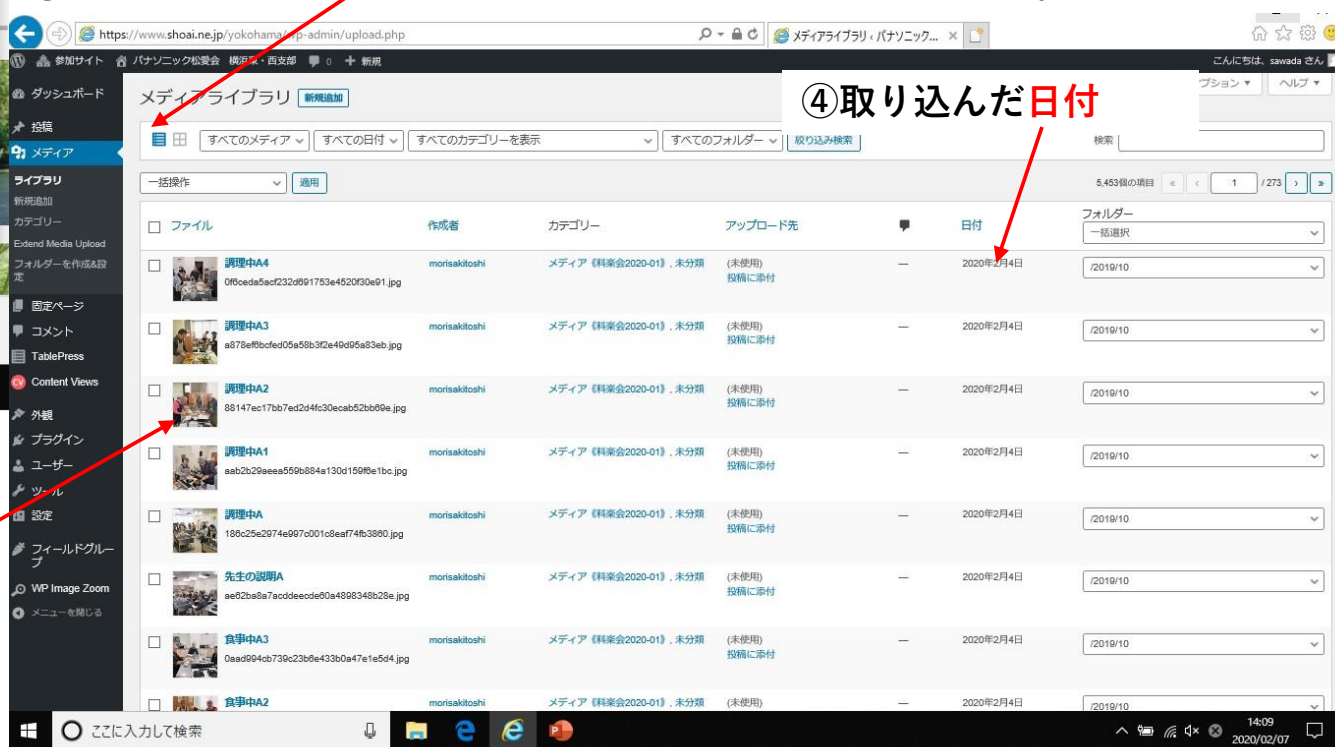 https://www.shoai.ne.jp/yokohama/wp-admin/upload.php
メディアライブラリ ‹ パナソニック... ×
参加サイト パナソニック松愛会 横浜東・西支部 0 + 新規
こんにちは、sawada さん
ダッシュボード
投稿
メディア
ライブラリ
新規追加
カテゴリー
Extend Media Upload
フォルダーを作成&設定
固定ページ
コメント
TablePress
Content Views
外観
プラグイン
ユーザー
ツール
設定
フィールドグループ
WP Image Zoom
メニューを閉じる
メディアライブラリ 新規追加
④取り込んだ日付
プション ヘルプ
すべてのメディア すべての日付 すべてのカテゴリーを表示 すべてのフォルダー 絞り込み検索 検索
一括操作 適用 5,453個の項目 « ‹ 1 / 273 › »
ファイル 作成者 カテゴリー アップロード先 日付 フォルダー
一括選択
調理中A4 morisakitoshi メディア《料楽会2020-01》, 未分類 (未使用) — 2020年2月4日 /2019/10
投稿に添付
調理中A3 morisakitoshi メディア《料楽会2020-01》, 未分類 (未使用) — 2020年2月4日 /2019/10
投稿に添付
調理中A2 morisakitoshi メディア《料楽会2020-01》, 未分類 (未使用) — 2020年2月4日 /2019/10
88147ec17bb7ed2d4fc30ecab52bb69e.jpg 投稿に添付
調理中A1 morisakitoshi メディア《料楽会2020-01》, 未分類 (未使用) — 2020年2月4日 /2019/10
投稿に添付
調理中A morisakitoshi メディア《料楽会2020-01》, 未分類 (未使用) — 2020年2月4日 /2019/10
186c25e2974e997c001c8eaf74fb3860.jpg 投稿に添付
先生の説明A morisakitoshi メディア《料楽会2020-01》, 未分類 (未使用) — 2020年2月4日 /2019/10
ae62ba8a7acddeecde60a4898348b28e.jpg 投稿に添付
食事中A3 morisakitoshi メディア《料楽会2020-01》, 未分類 (未使用) — 2020年2月4日 /2019/10
0aad994cb739c23b6e433b0a47e1e5d4.jpg 投稿に添付
食事中A2 morisakitoshi メディア《料楽会2020-01》, 未分類 (未使用) — 2020年2月4日 /2019/10
ここに入力して検索
14:09
2020/02/07